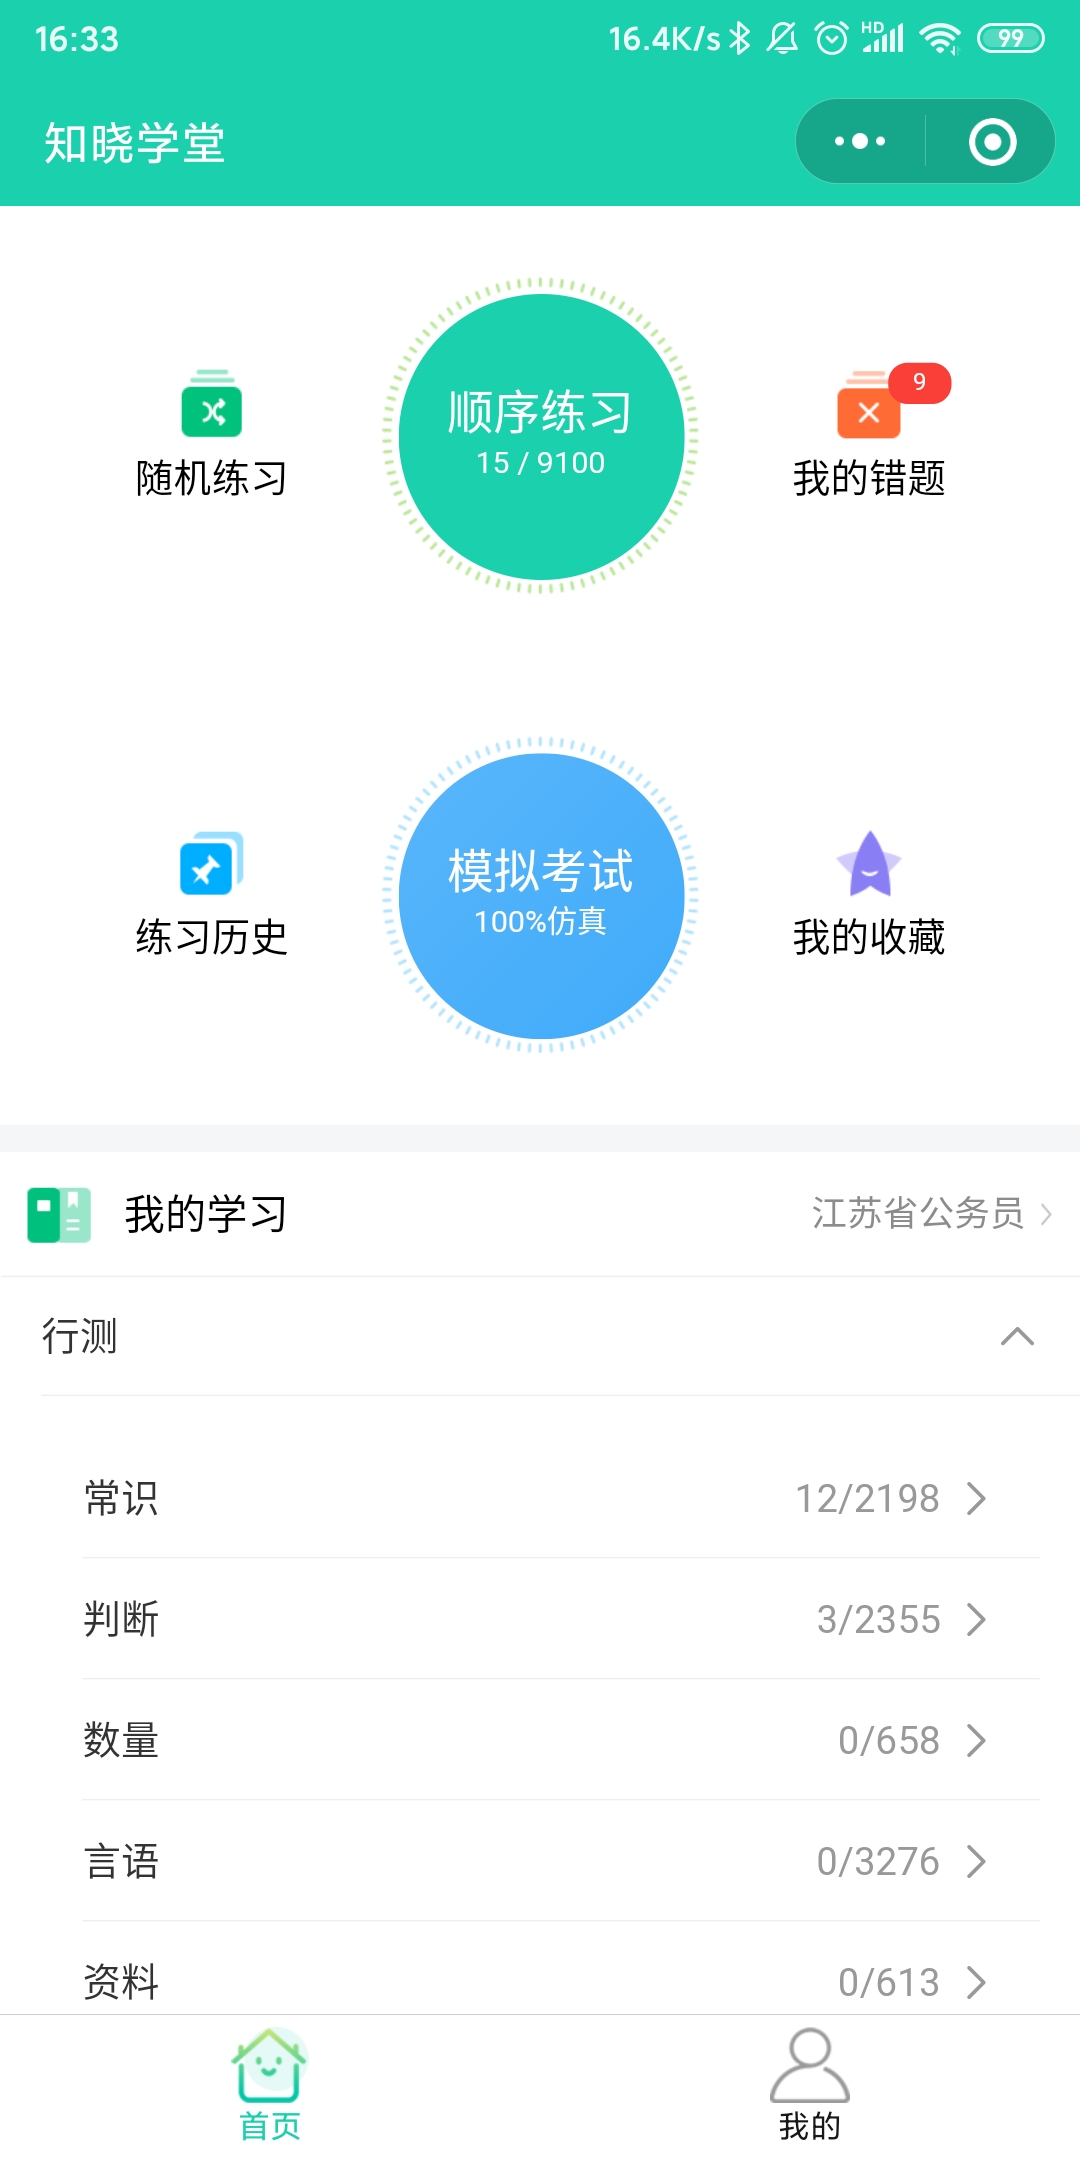 16:33
16.4K/s
HD
99
知晓学堂
顺序练习
15 / 9100
随机练习
9
我的错题
模拟考试
100%仿真
练习历史
我的收藏
我的学习
江苏省公务员
行测
常识
12/2198
判断
3/2355
数量
0/658
言语
0/3276
资料
0/613
首页
我的